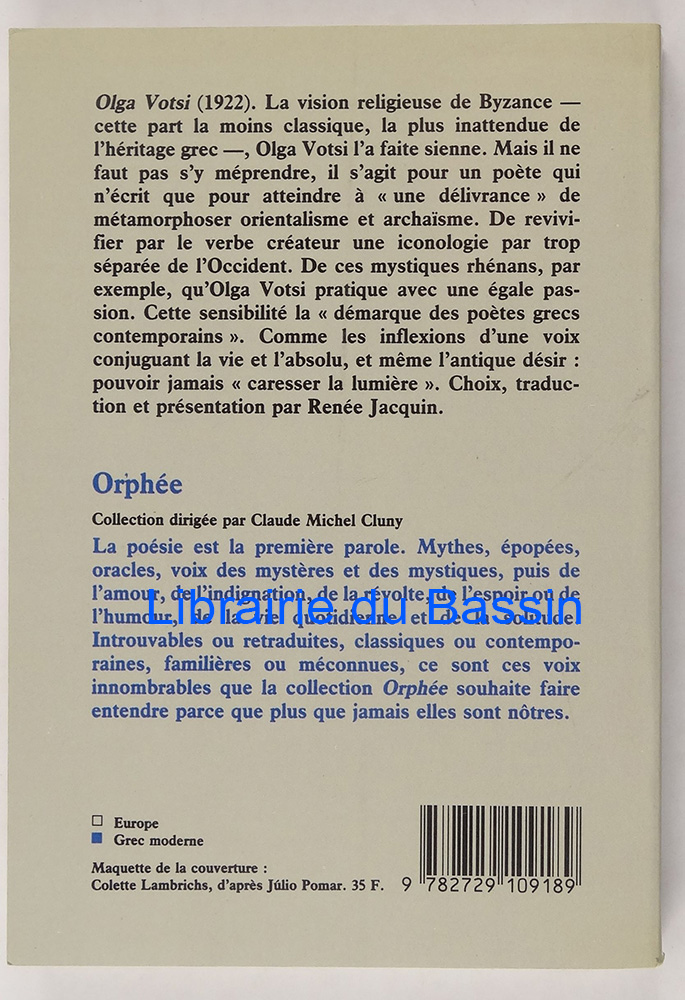 Olga Votsi (1922). La vision religieuse de Byzance —
cette part la moins classique, la plus inattendue de
l'héritage grec —, Olga Votsi l'a faite sienne. Mais il ne
faut pas s'y méprendre, il s'agit pour un poète qui
n'écrit que pour atteindre à « une délivrance » de
métamorphoser orientalisme et archaïsme. De revivi-
fier par le verbe créateur une iconologie par trop
séparée de l'Occident. De ces mystiques rhénans, par
exemple, qu'Olga Votsi pratique avec une égale pas-
sion. Cette sensibilité la « démarque des poètes grecs
contemporains ». Comme les inflexions d'une voix
conjuguant la vie et l'absolu, et même l'antique désir :
pouvoir jamais « caresser la lumière ». Choix, traduc-
tion et présentation par Renée Jacquin.
Orphée
Collection dirigée par Claude Michel Cluny
La poésie est la première parole. Mythes, épopées,
oracles, voix des mystères et des mystiques, puis de
l'amour, de l'indignation, de la révolte, de l'espoir ou de
Librairie du Bassin
l'humour, de la vie quotidienne et de la solitude
Introuvables ou retraduites, classiques ou contempo-
raines, familières ou méconnues, ce sont ces voix
innombrables que la collection Orphée souhaite faire
entendre parce que plus que jamais elles sont nôtres.
Europe
Grec moderne
Maquette de la couverture :
Colette Lambrichs, d'après Júlio Pomar. 35 F.
9 782729 109189